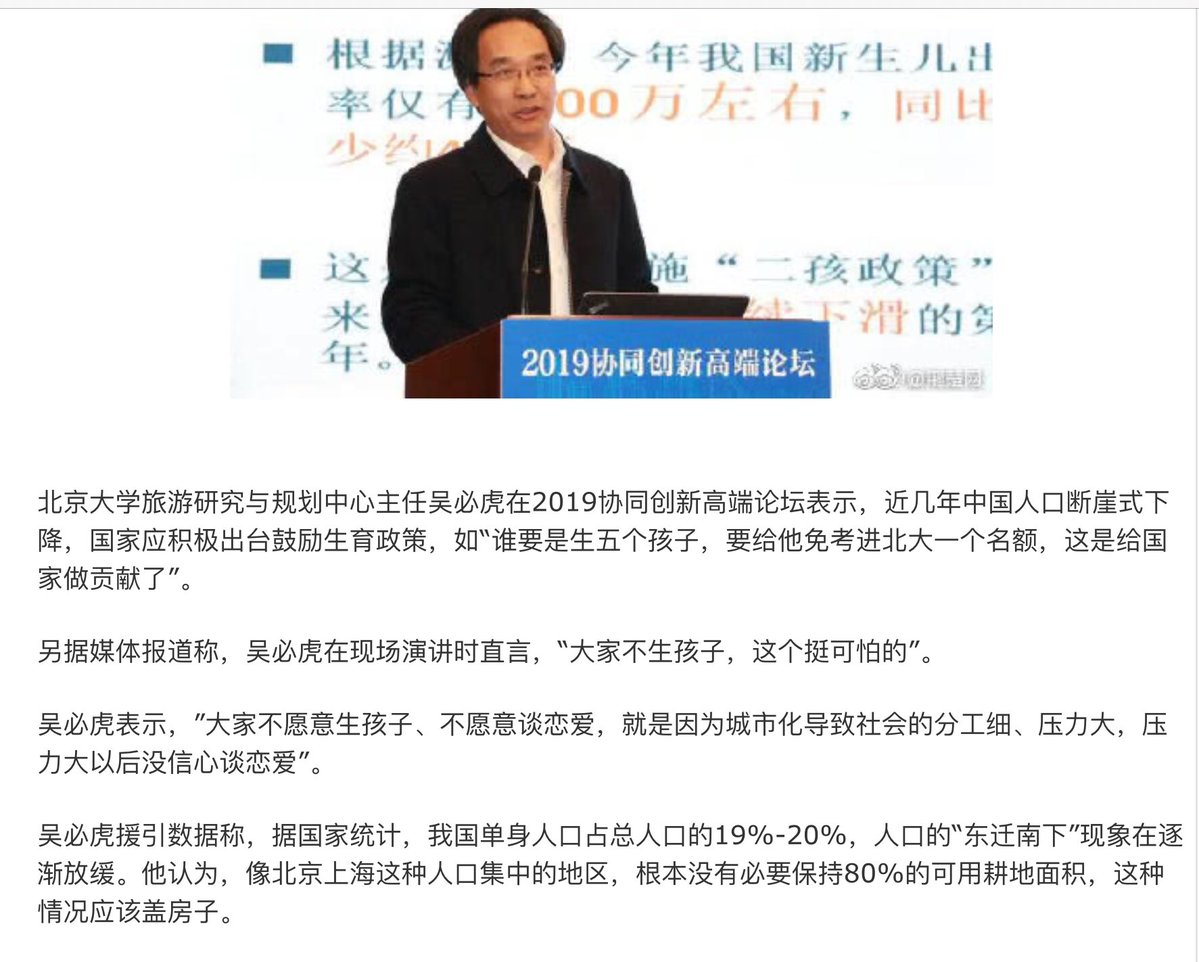 根据 今年我国新生儿出
率仅有 00万左右，同比
少约
这 施“二孩政策”
来 续下滑的第
年。
2019协同创新高端论坛
北京大学旅游研究与规划中心主任吴必虎在2019协同创新高端论坛表示，近几年中国人口断崖式下
降，国家应积极出台鼓励生育政策，如“谁要是生五个孩子，要给他免考进北大一个名额，这是给国
家做贡献了”。
另据媒体报道称，吴必虎在现场演讲时直言，“大家不生孩子，这个挺可怕的”。
吴必虎表示，”大家不愿意生孩子、不愿意谈恋爱，就是因为城市化导致社会的分工细、压力大，压
力大以后没信心谈恋爱”。
吴必虎援引数据称，据国家统计，我国单身人口占总人口的19%-20%，人口的“东迁南下”现象在逐
渐放缓。他认为，像北京上海这种人口集中的地区，根本没有必要保持80%的可用耕地面积，这种
情况应该盖房子。